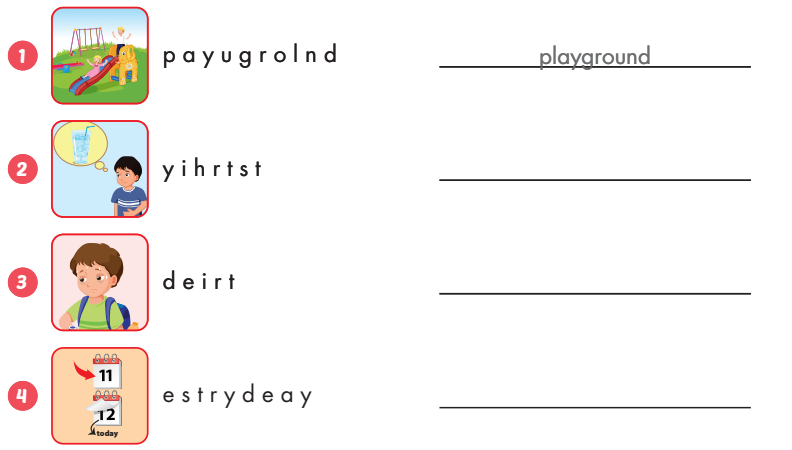 1 p a y u g r o l n d playground
2 y i h r t s t
3 d e i r t
11
4 e s t r y d e a y
12
today